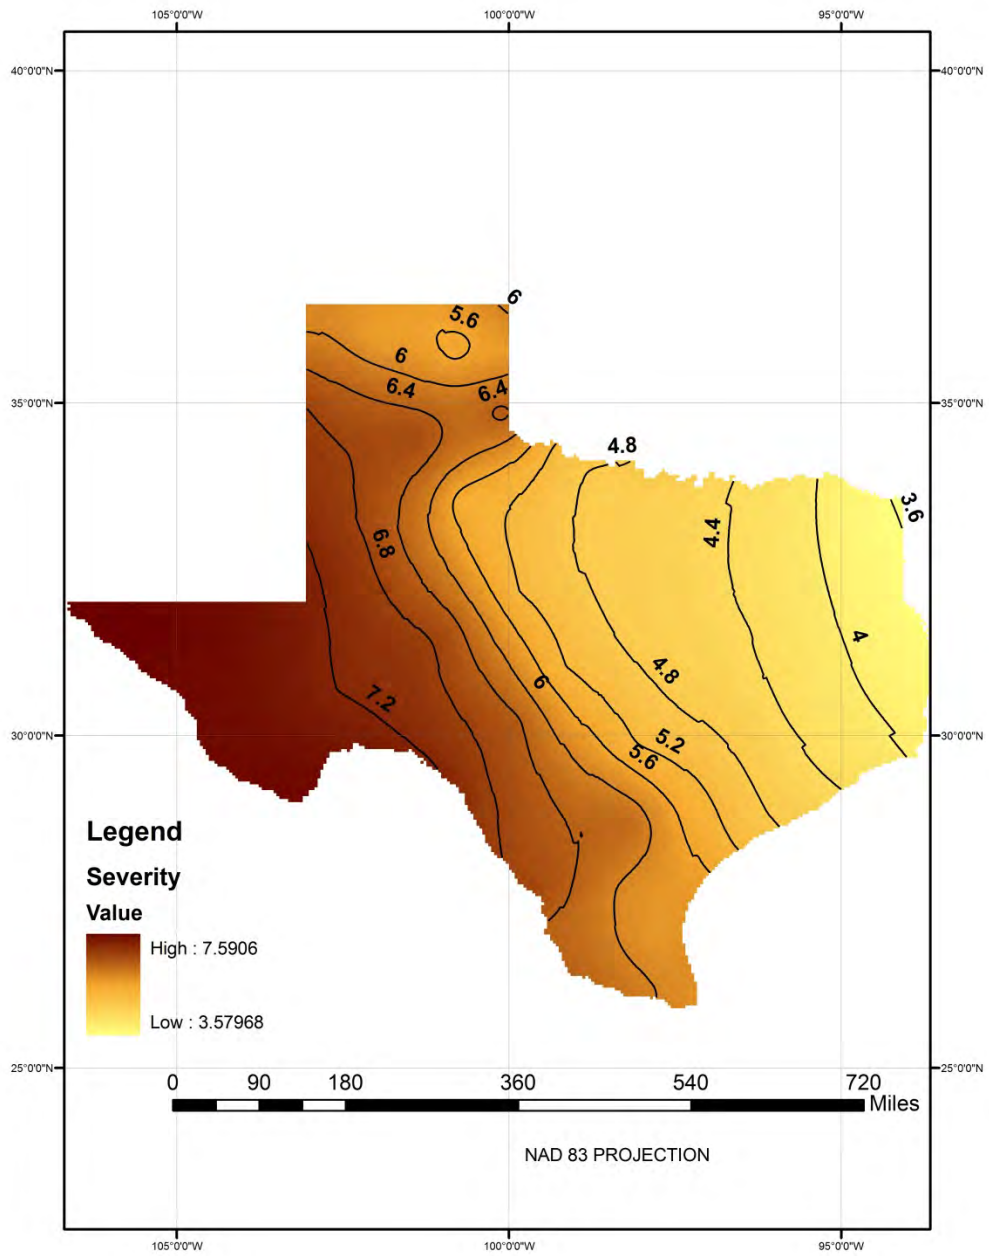 105°0'0"W 100°0'0"W 95°0'0"W
40°0'0"N 40°0'0"N
6
5.6
6
6.4 6.4
35°0'0"N 35°0'0"N
4.8
3.6
4.4
6.8
4
4.8
6
7.2
30°0'0"N 30°0'0"N
5.2
5.6
Legend
Severity
Value
High : 7.5906
Low : 3.57968
25°0'0"N 25°0'0"N
0 90 180 360 540 720
Miles
NAD 83 PROJECTION
105°0'0"W 100°0'0"W 95°0'0"W